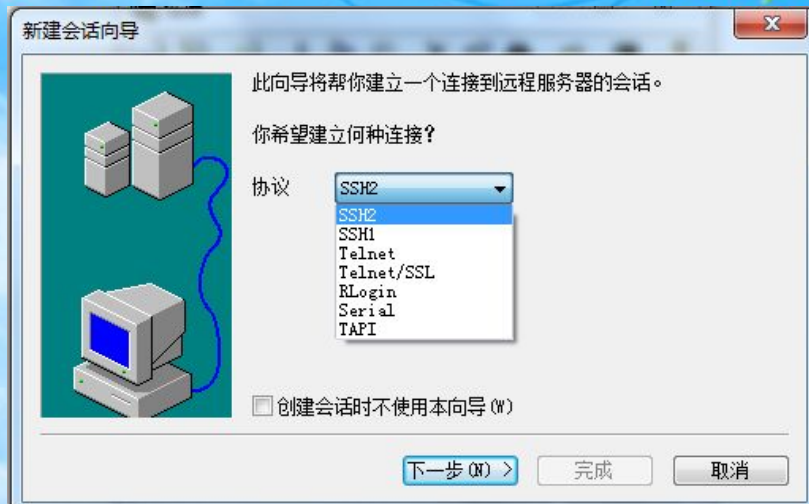 新建会话向导
此向导将帮你建立一个连接到远程服务器的会话。
你希望建立何种连接?
协议 SSH2
SSH2
SSH1
Telnet
Telnet/SSL
RLogin
Serial
TAPI
创建会话时不使用本向导(W)
下一步(N) > 完成 取消